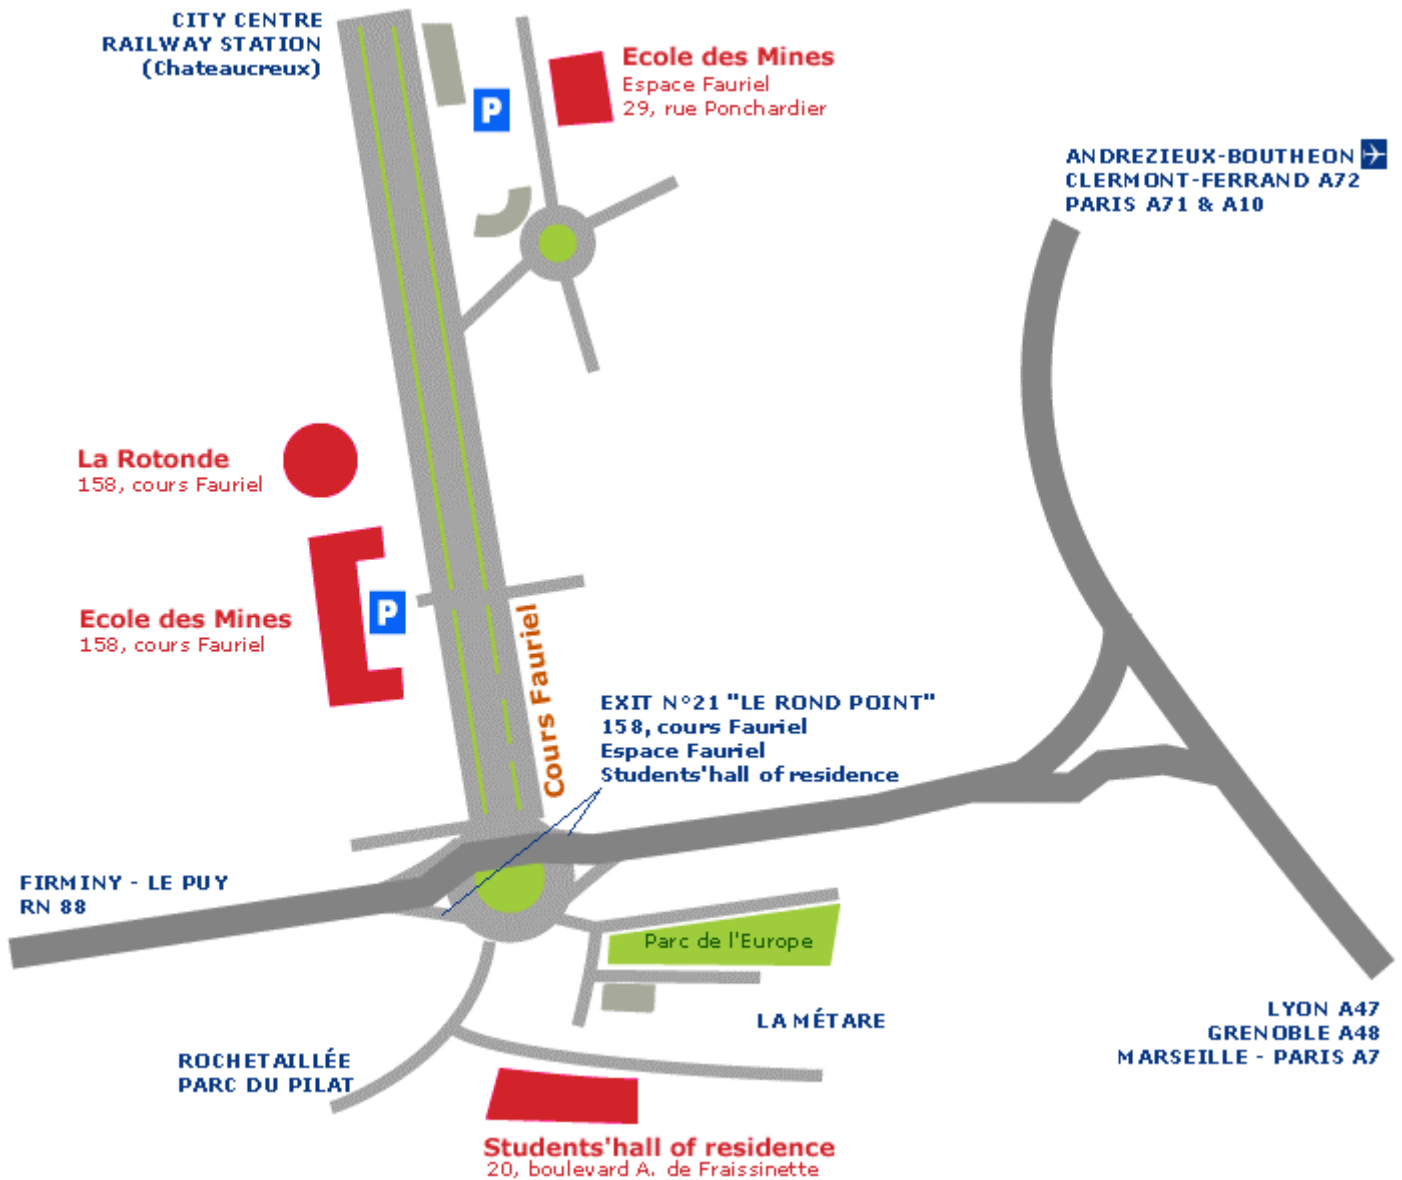 CITY CENTRE
RAILWAY STATION
(Chateaucreux)
P
Ecole des Mines
Espace Fauriel
29, rue Ponchardier
ANDREZIEUX-BOUTHEON
CLERMONT-FERRAND A72
PARIS A71 & A10
La Rotonde
158, cours Fauriel
Ecole des Mines
158, cours Fauriel
P
Cours Fauriel
EXIT N°21 "LE ROND POINT"
158, cours Fauriel
Espace Fauriel
Students'hall of residence
FIRMINY - LE PUY
RN 88
Parc de l'Europe
LA MÉTARE
LYON A47
GRENOBLE A48
MARSEILLE - PARIS A7
ROCHETAILLÉE
PARC DU PILAT
Students'hall of residence
20, boulevard A. de Fraissinette